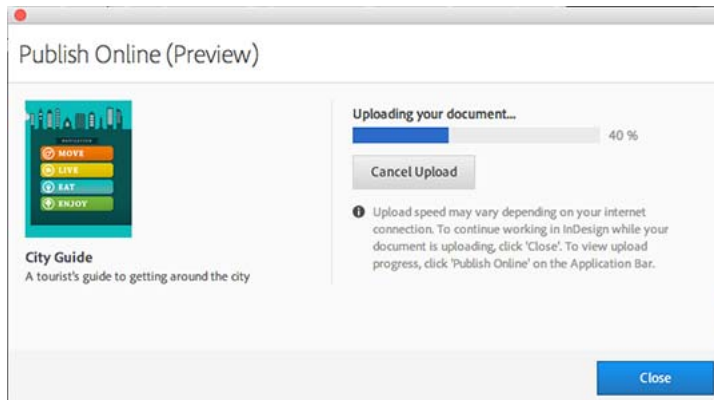 Publish Online (Preview)
MOVE
LIVE
EAT
ENJOY
City Guide
A tourist's guide to getting around the city
Uploading your document...
40 %
Cancel Upload
Upload speed may vary depending on your internet
connection. To continue working in InDesign while your
document is uploading, click 'Close'. To view upload
progress, click 'Publish Online' on the Application Bar.
Close